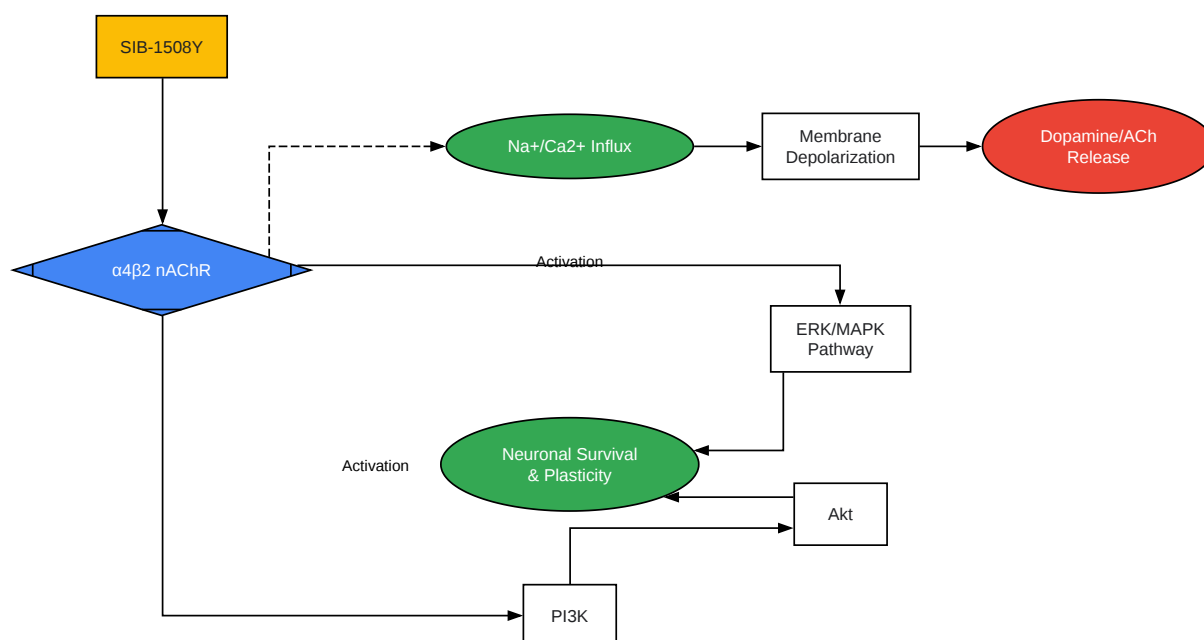 SIB-1508Y
Na+/Ca2+ Influx
Membrane
Depolarization
Dopamine/ACh
Release
α4β2 nAChR
Activation
ERK/MAPK
Pathway
Neuronal Survival
& Plasticity
Activation
Akt
PI3K